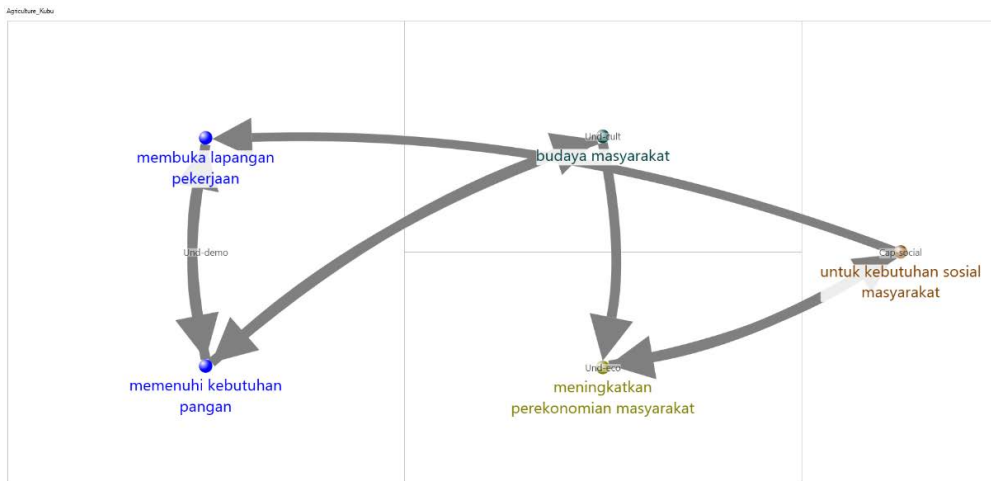 Agriculture_Kubu
Und-cult
budaya masyarakat
membuka lapangan
pekerjaan
Und-demo
Cap-social
untuk kebutuhan sosial
masyarakat
memenuhi kebutuhan
pangan
Und-eco
meningkatkan
perekonomian masyarakat